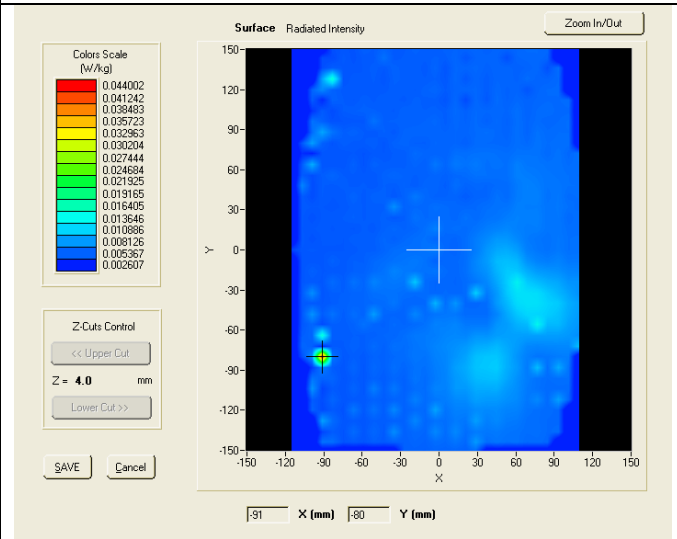 Surface Radiated Intensity
Zoom In/Out
Colors Scale
(W/kg)
0.044002
0.041242
0.038483
0.035723
0.032963
0.030204
0.027444
0.024684
0.021925
0.019165
0.016405
0.013646
0.010886
0.008126
0.005367
0.002607
Z-Cuts Control
<< Upper Cut
Z = 4.0 mm
Lower Cut >>
SAVE
Cancel
150-
120-
90-
60-
30-
Y
0-
-30-
-60-
-90-
-120-
-150-
-150 -120 -90 -60 -30 0 30 60 90 120 150
X
-91 X (mm) -80 Y (mm)